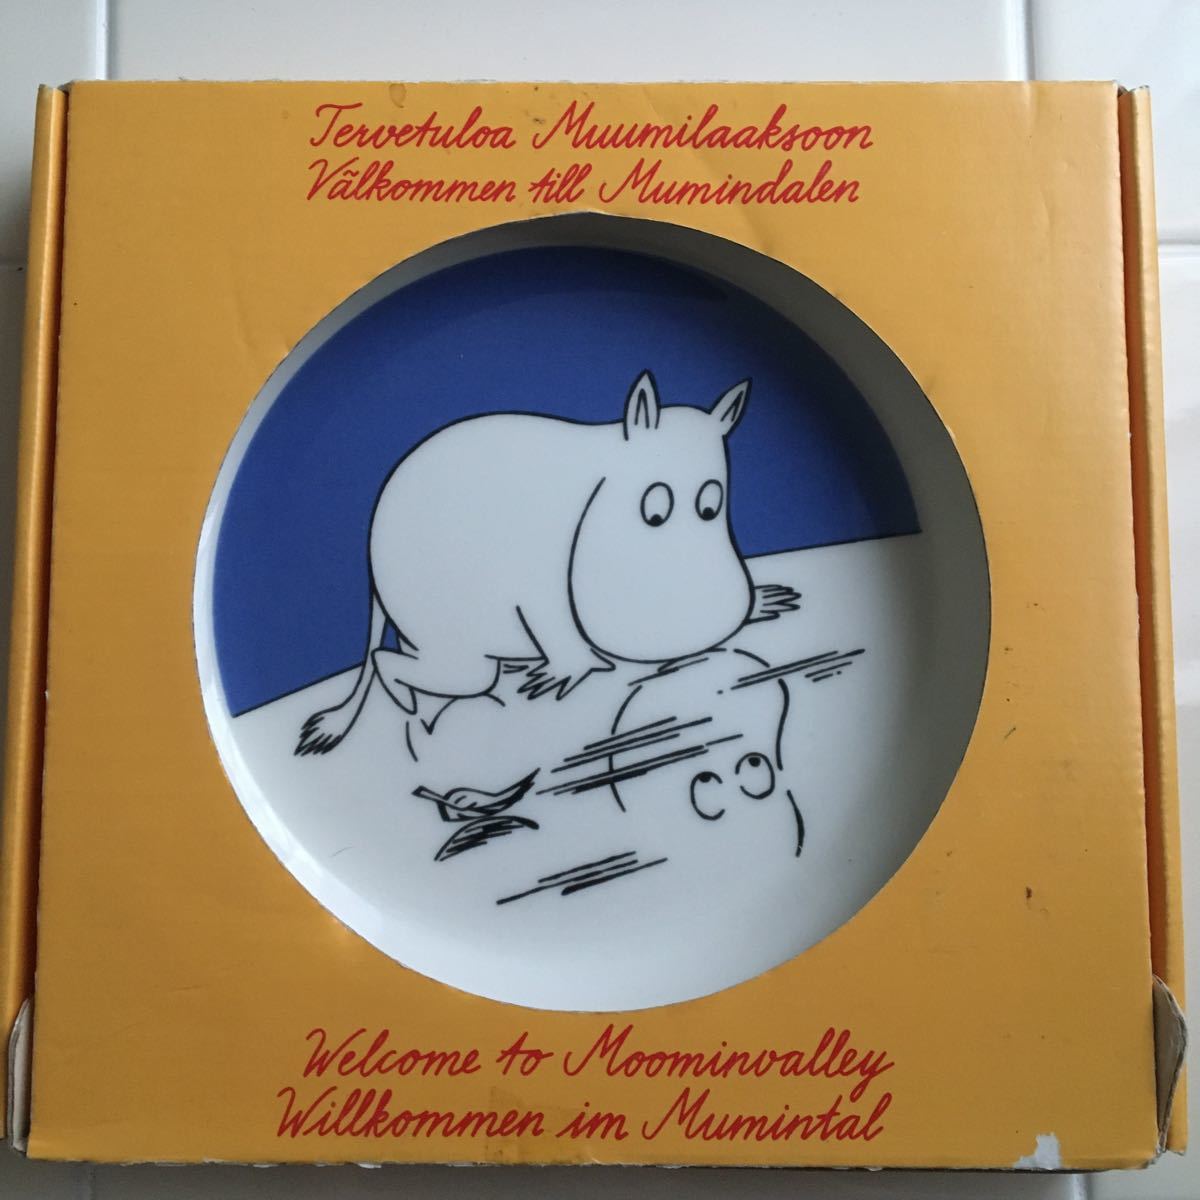 Tervetuloa Muumilaaksoon
Välkommen till Mumindalen
Welcome to Moominvalley
Willkommen im Mumintal